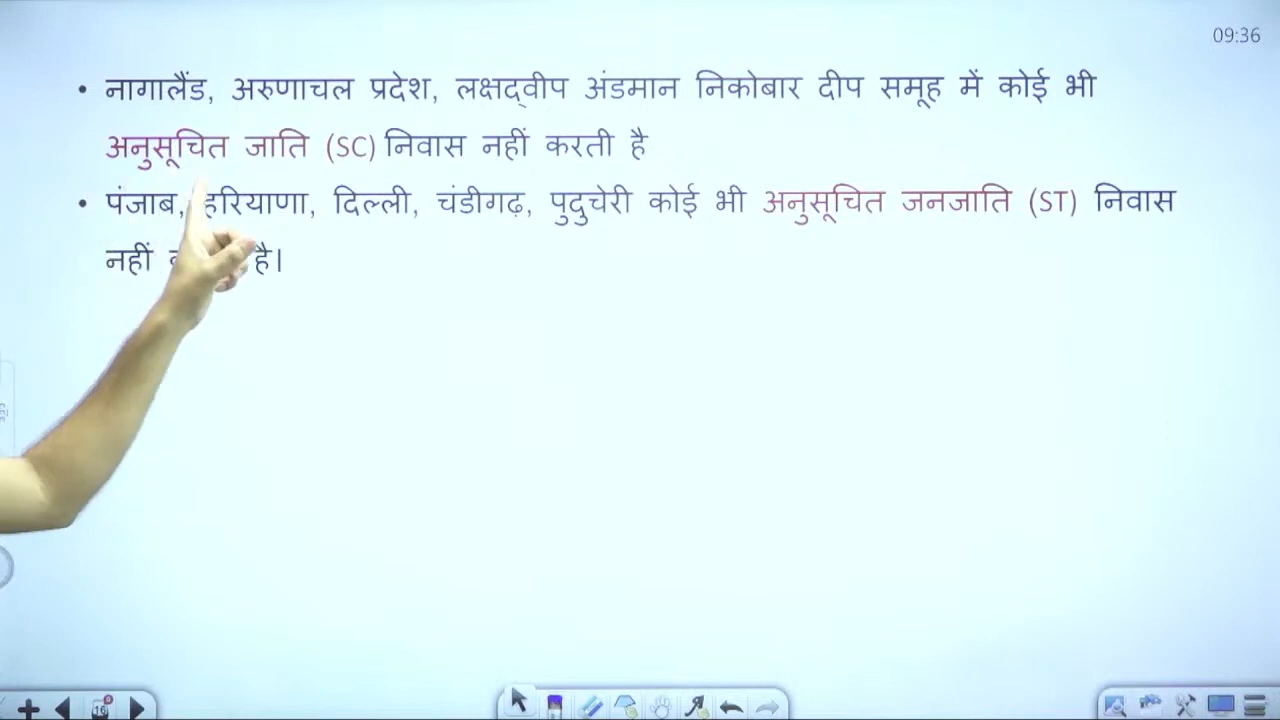 09:36
• नागालैंड, अरुणाचल प्रदेश, लक्षद्वीप अंडमान निकोबार दीप समूह में कोई भी
अनुसूचित जाति (SC) निवास नहीं करती है
• पंजाब, हरियाणा, दिल्ली, चंडीगढ़, पुदुचेरी कोई भी अनुसूचित जनजाति (ST) निवास
नहीं है।
16